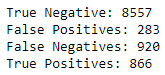 True Negative: 8557
False Positives: 283
False Negatives: 920
True Positives: 866